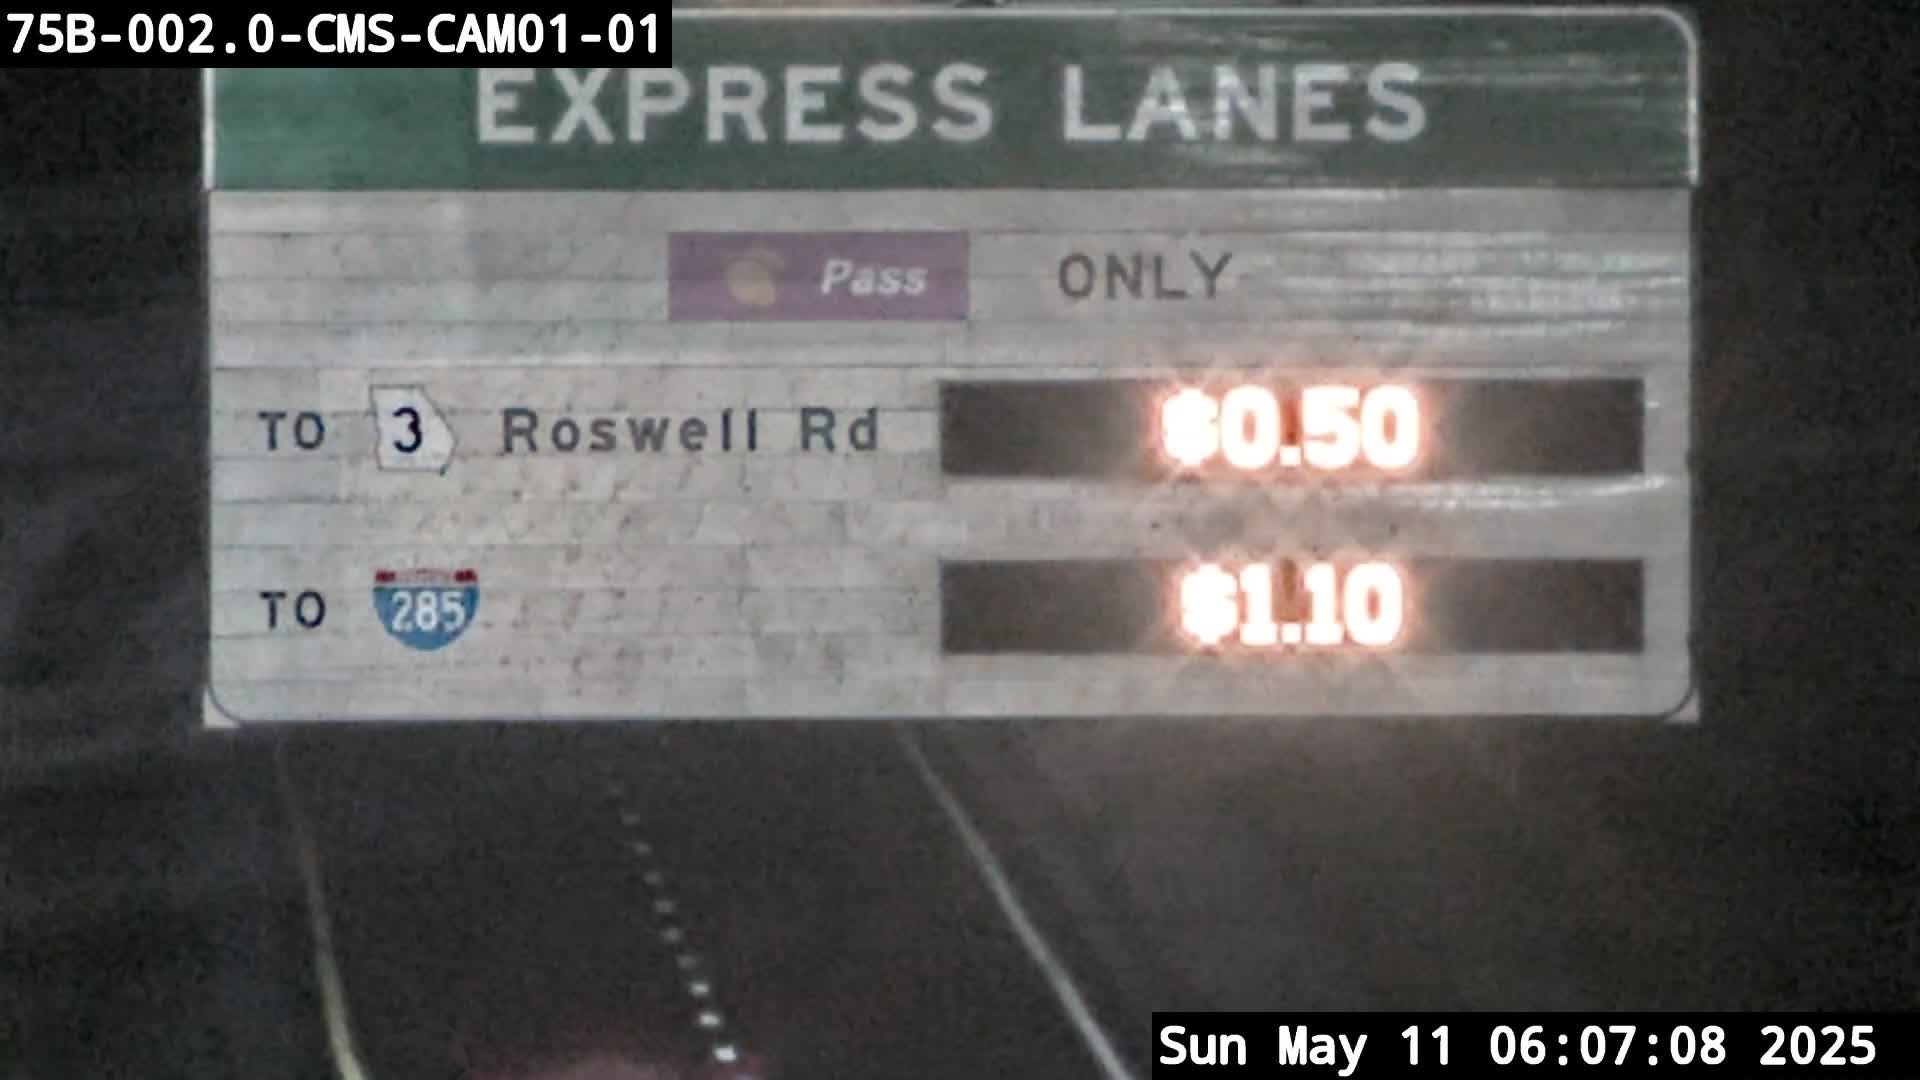 75B-002.0-CMS-CAM01-01
EXPRESS LANES
Pass ONLY
TO 3 Roswell Rd $0.50
TO 285 $1.10
Sun May 11 06:07:08 2025